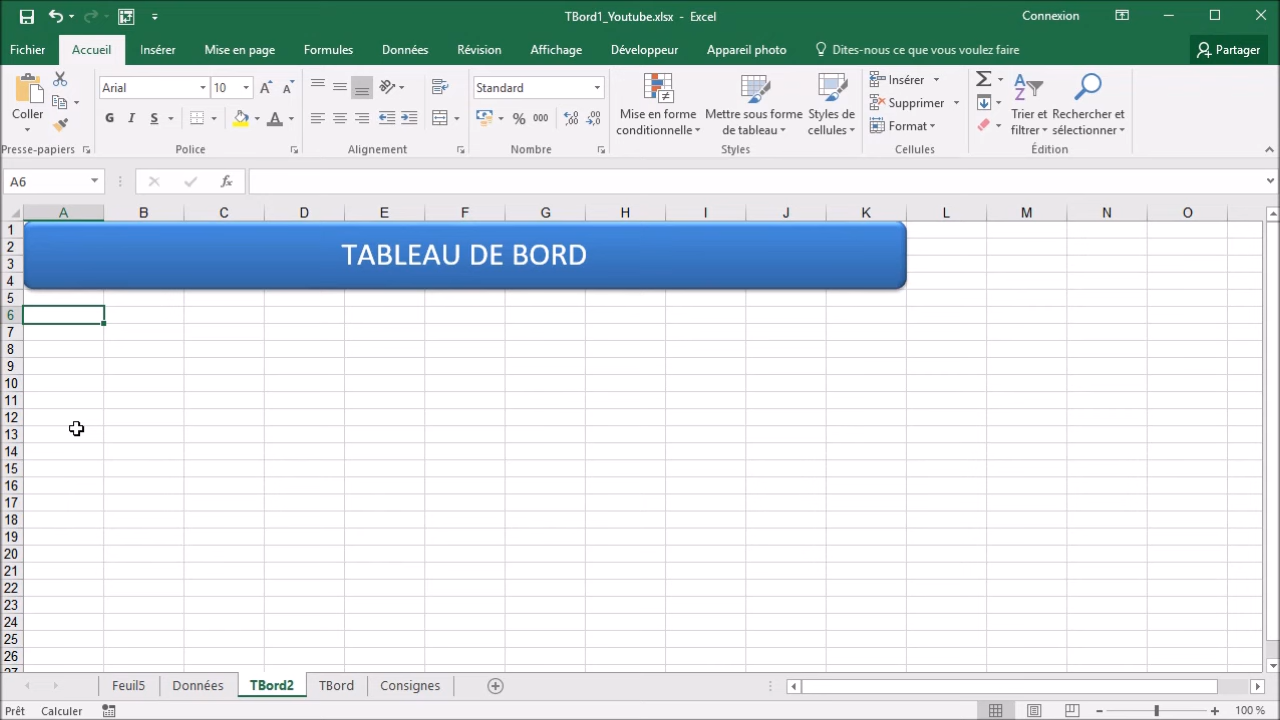 TBord1_Youtube.xlsx - Excel
Connexion
Fichier Accueil Insérer Mise en page Formules Données Révision Affichage Développeur Appareil photo Dites-nous ce que vous voulez faire Partager
Coller
Presse-papiers
Arial 10
G I S
Police
Alignement
Standard
% 000
Nombre
Mise en forme conditionnelle
Mettre sous forme de tableau
Styles de cellules
Styles
Insérer
Supprimer
Format
Cellules
Trier et filtrer
Rechercher et sélectionner
Édition
A6
fx
A B C D E F G H I J K L M N O
TABLEAU DE BORD
1
2
3
4
5
6
7
8
9
10
11
12
13
14
15
16
17
18
19
20
21
22
23
24
25
26
27
Feuil5 Données TBord2 TBord Consignes
Prêt Calculer 100 %